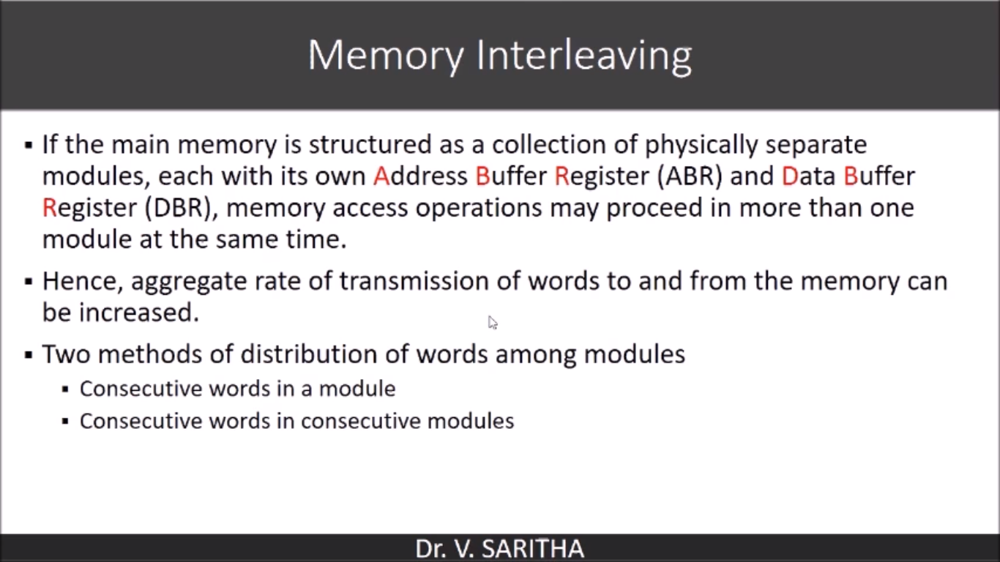 Memory Interleaving
▪ If the main memory is structured as a collection of physically separate
modules, each with its own Address Buffer Register (ABR) and Data Buffer
Register (DBR), memory access operations may proceed in more than one
module at the same time.
▪ Hence, aggregate rate of transmission of words to and from the memory can
be increased.
▪ Two methods of distribution of words among modules
▪ Consecutive words in a module
▪ Consecutive words in consecutive modules
Dr. V. SARITHA